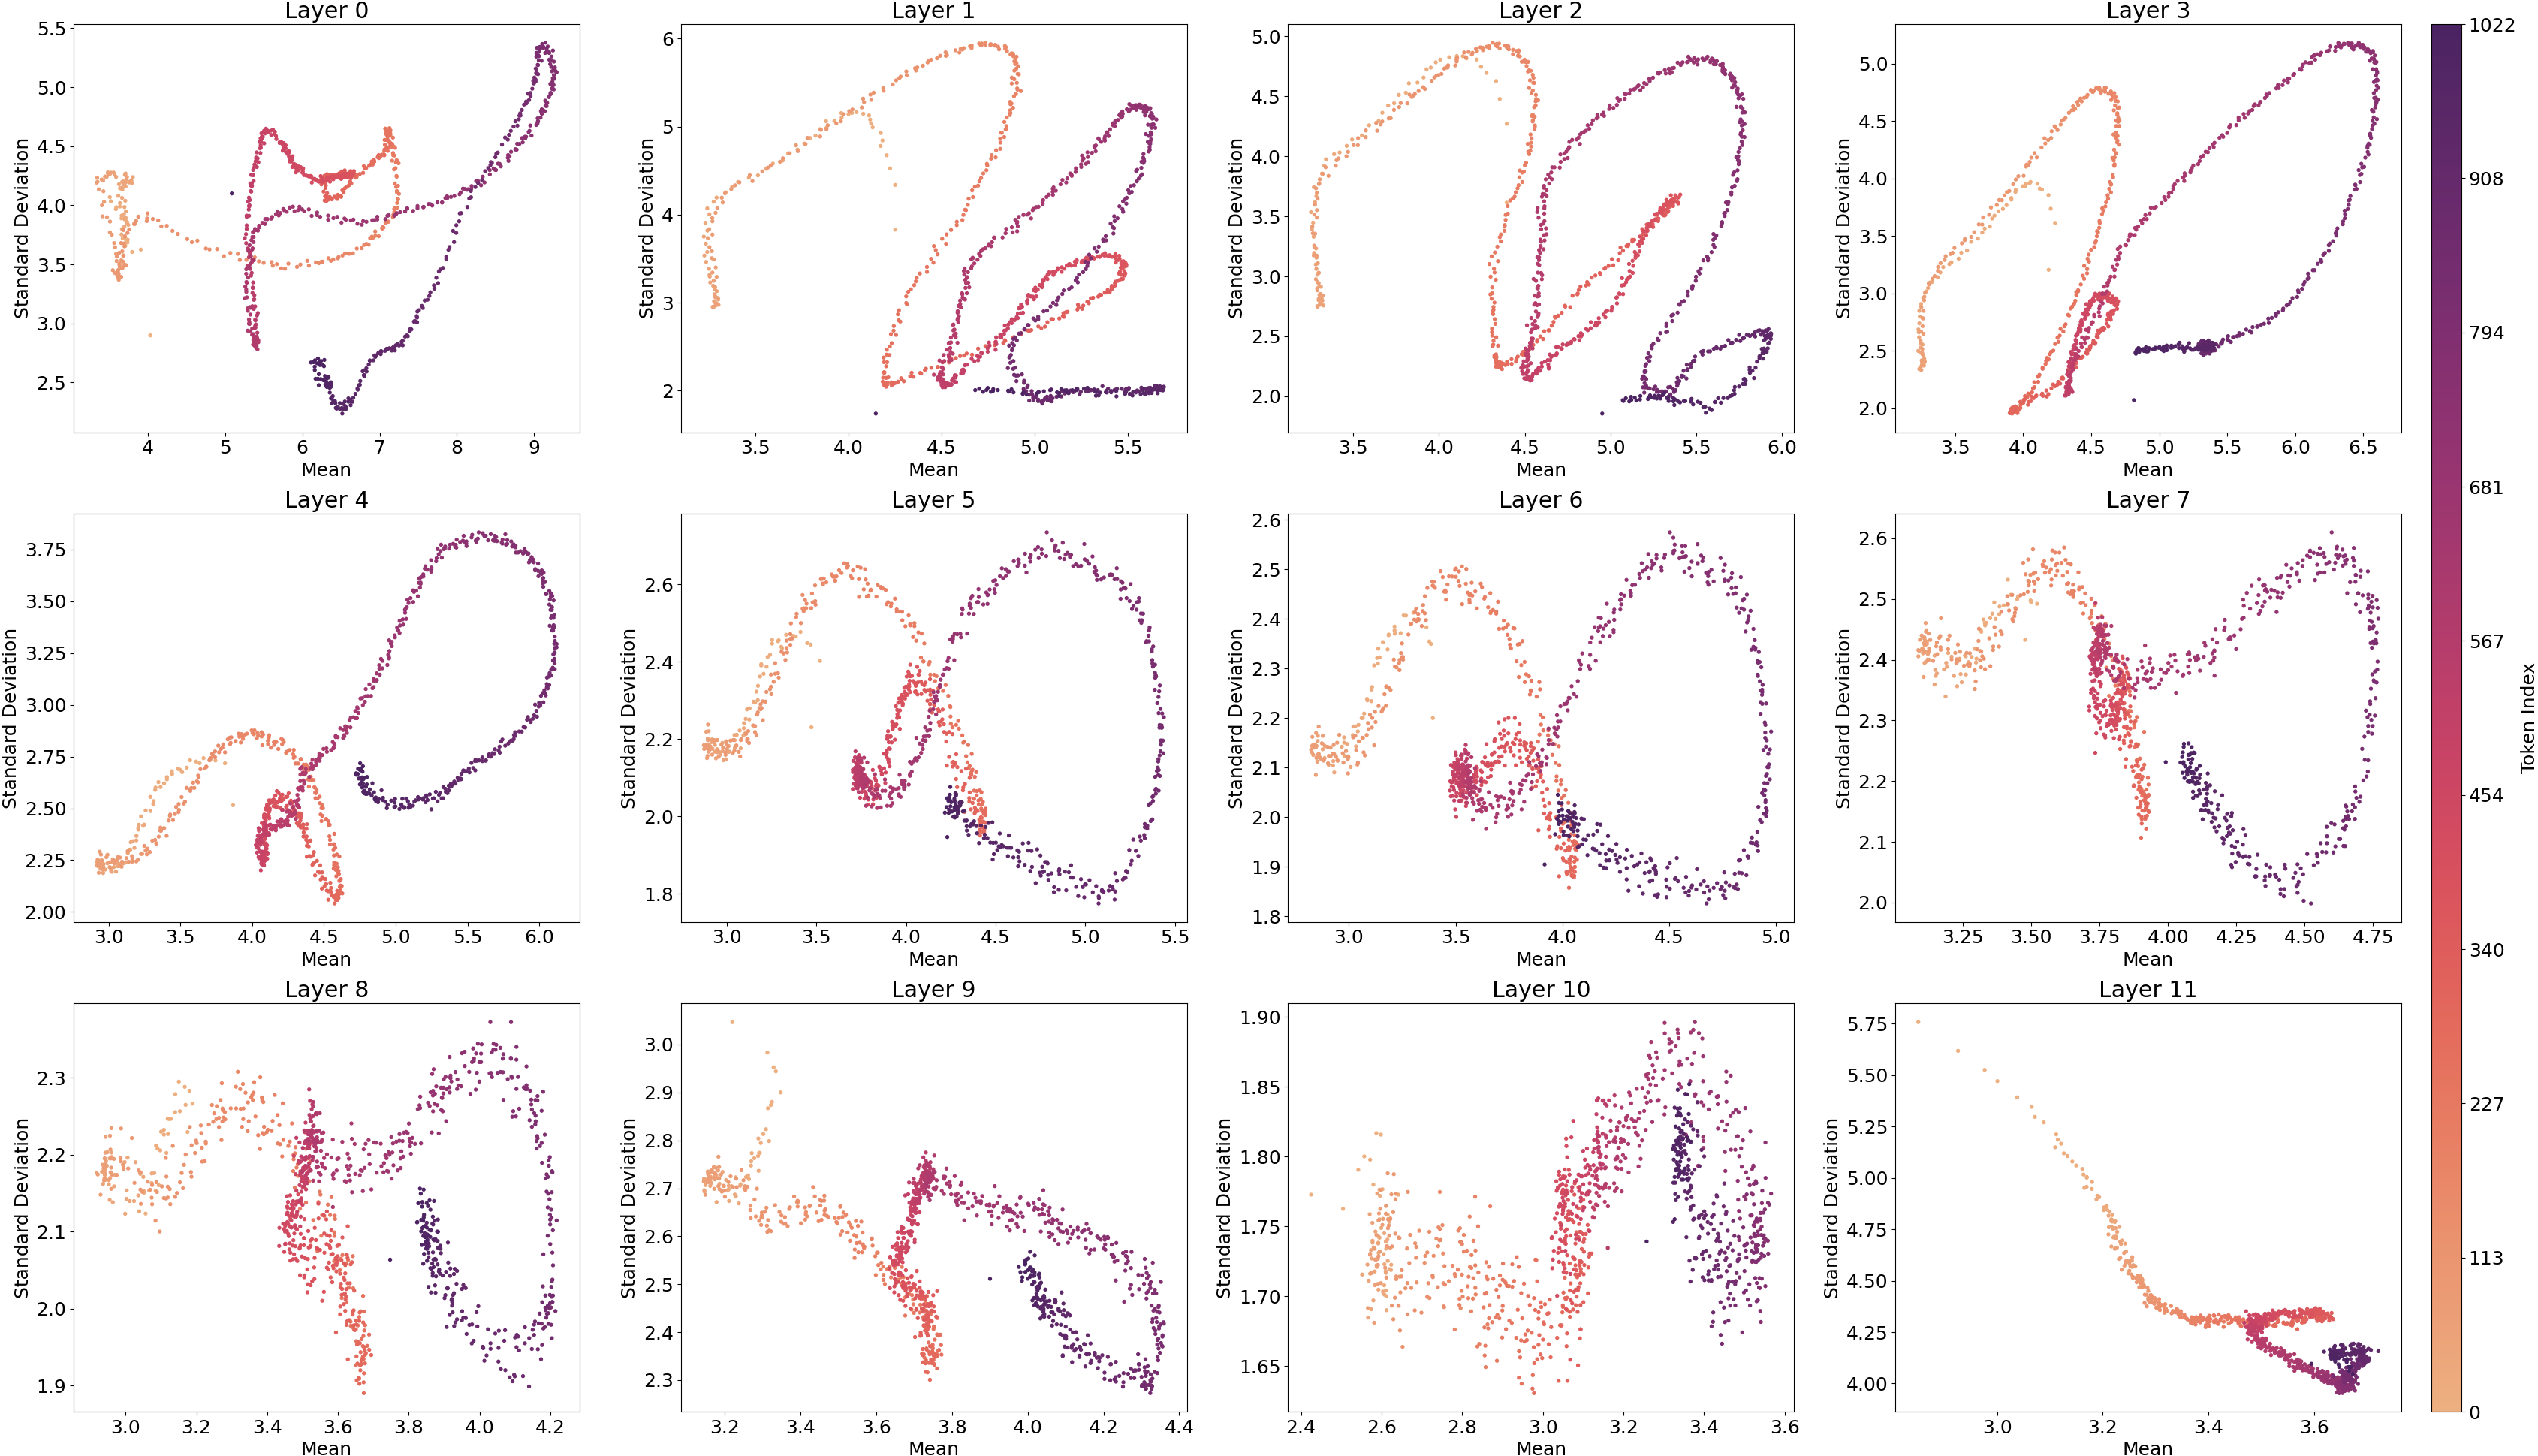 Layer 0
5.5
5.0
4.5
4.0
3.5
3.0
2.5
Standard Deviation
4 5 6 7 8 9
Mean
Layer 1
6
5
4
3
2
Standard Deviation
3.5 4.0 4.5 5.0 5.5
Mean
Layer 2
5.0
4.5
4.0
3.5
3.0
2.5
2.0
Standard Deviation
3.5 4.0 4.5 5.0 5.5 6.0
Mean
Layer 3
5.0
4.5
4.0
3.5
3.0
2.5
2.0
Standard Deviation
3.5 4.0 4.5 5.0 5.5 6.0 6.5
Mean
Layer 4
3.75
3.50
3.25
3.00
2.75
2.50
2.25
2.00
Standard Deviation
3.0 3.5 4.0 4.5 5.0 5.5 6.0
Mean
Layer 5
2.6
2.4
2.2
2.0
1.8
Standard Deviation
3.0 3.5 4.0 4.5 5.0 5.5
Mean
Layer 6
2.6
2.5
2.4
2.3
2.2
2.1
2.0
1.9
1.8
Standard Deviation
3.0 3.5 4.0 4.5 5.0
Mean
Layer 7
2.6
2.5
2.4
2.3
2.2
2.1
2.0
Standard Deviation
3.25 3.50 3.75 4.00 4.25 4.50 4.75
Mean
Layer 8
2.3
2.2
2.1
2.0
1.9
Standard Deviation
3.0 3.2 3.4 3.6 3.8 4.0 4.2
Mean
Layer 9
3.0
2.9
2.8
2.7
2.6
2.5
2.4
2.3
Standard Deviation
3.2 3.4 3.6 3.8 4.0 4.2 4.4
Mean
Layer 10
1.90
1.85
1.80
1.75
1.70
1.65
Standard Deviation
2.4 2.6 2.8 3.0 3.2 3.4 3.6
Mean
Layer 11
5.75
5.50
5.25
5.00
4.75
4.50
4.25
4.00
Standard Deviation
3.0 3.2 3.4 3.6
Mean
1022
908
794
681
567
454
340
227
113
0
Token Index